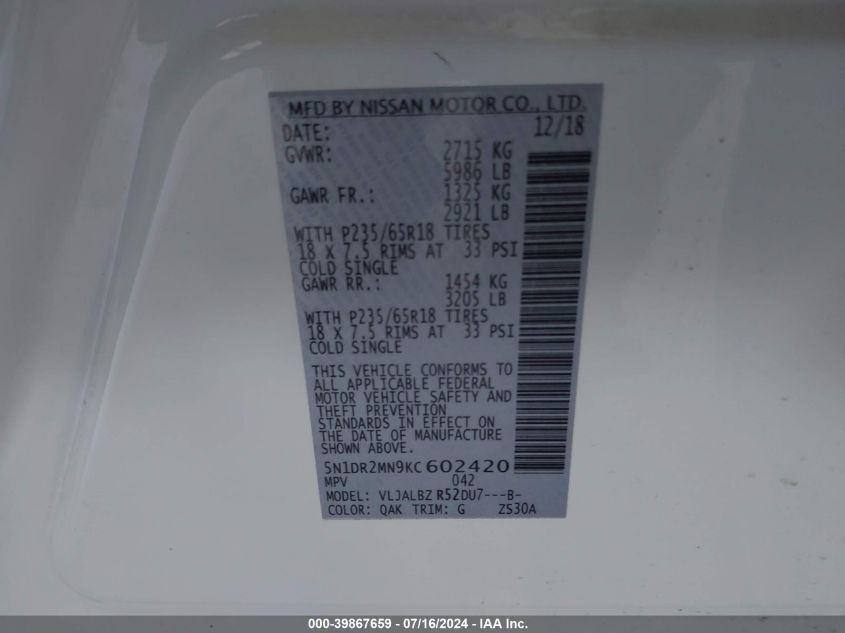 MFD BY NISSAN MOTOR CO., LTD.
DATE: 12/18
GVWR: 2715 KG
5986 LB
GAWR FR.: 1325 KG
2921 LB
WITH P235/65R18 TIRES
18 X 7.5 RIMS AT 33 PSI
COLD SINGLE
GAWR RR.: 1454 KG
3205 LB
WITH P235/65R18 TIRES
18 X 7.5 RIMS AT 33 PSI
COLD SINGLE
THIS VEHICLE CONFORMS TO
ALL APPLICABLE FEDERAL
MOTOR VEHICLE SAFETY AND
THEFT PREVENTION
STANDARDS IN EFFECT ON
THE DATE OF MANUFACTURE
SHOWN ABOVE.
5N1DR2MN9KC602420
MPV 042
MODEL: VLJALBZ R52DU7---B-
COLOR: QAK TRIM: G ZS30A
000-39867659 - 07/16/2024 - IAA Inc.